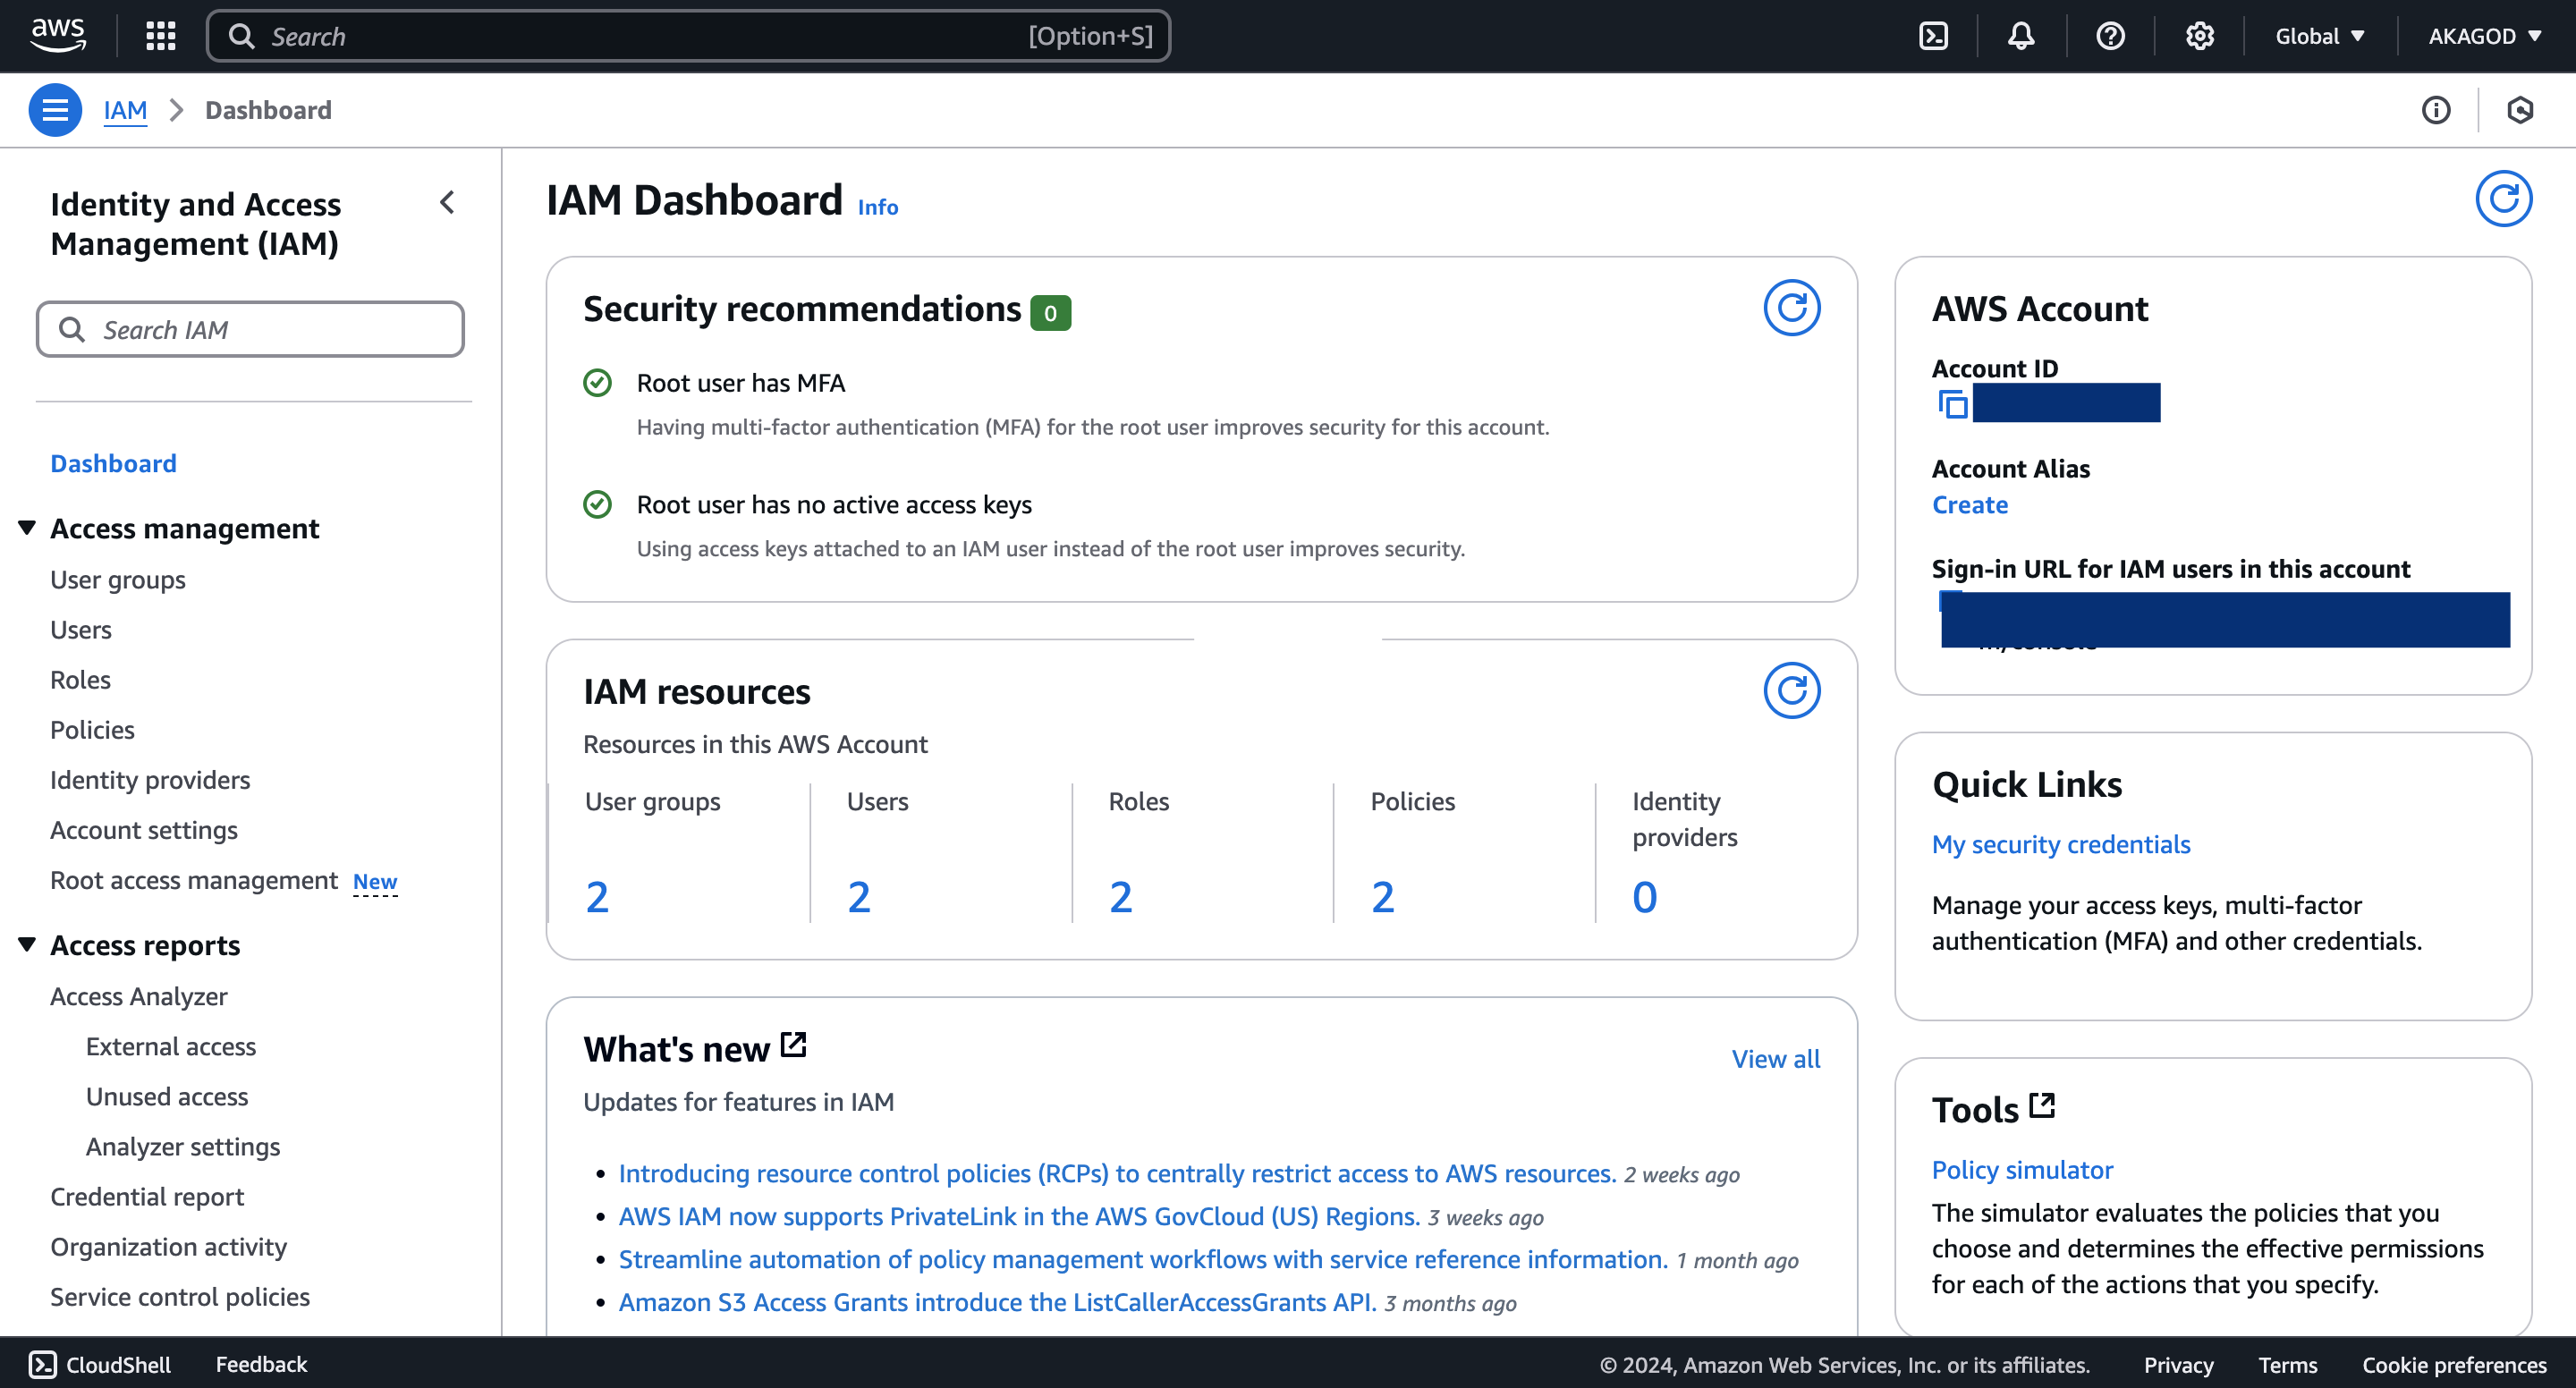 aws
Search [Option+S]
Global
AKAGOD
IAM
Dashboard
Identity and Access
Management (IAM)
Search IAM
Dashboard
Access management
User groups
Users
Roles
Policies
Identity providers
Account settings
Root access management New
Access reports
Access Analyzer
External access
Unused access
Analyzer settings
Credential report
Organization activity
Service control policies
IAM Dashboard Info
Security recommendations 0
Root user has MFA
Having multi-factor authentication (MFA) for the root user improves security for this account.
Root user has no active access keys
Using access keys attached to an IAM user instead of the root user improves security.
IAM resources
Resources in this AWS Account
User groups
2
Users
2
Roles
2
Policies
2
Identity
providers
0
What's new
View all
Updates for features in IAM
• Introducing resource control policies (RCPs) to centrally restrict access to AWS resources. 2 weeks ago
• AWS IAM now supports PrivateLink in the AWS GovCloud (US) Regions. 3 weeks ago
• Streamline automation of policy management workflows with service reference information. 1 month ago
• Amazon S3 Access Grants introduce the ListCallerAccessGrants API. 3 months ago
AWS Account
Account ID
Account Alias
Create
Sign-in URL for IAM users in this account
Quick Links
My security credentials
Manage your access keys, multi-factor
authentication (MFA) and other credentials.
Tools
Policy simulator
The simulator evaluates the policies that you
choose and determines the effective permissions
for each of the actions that you specify.
CloudShell
Feedback
© 2024, Amazon Web Services, Inc. or its affiliates.
Privacy
Terms
Cookie preferences